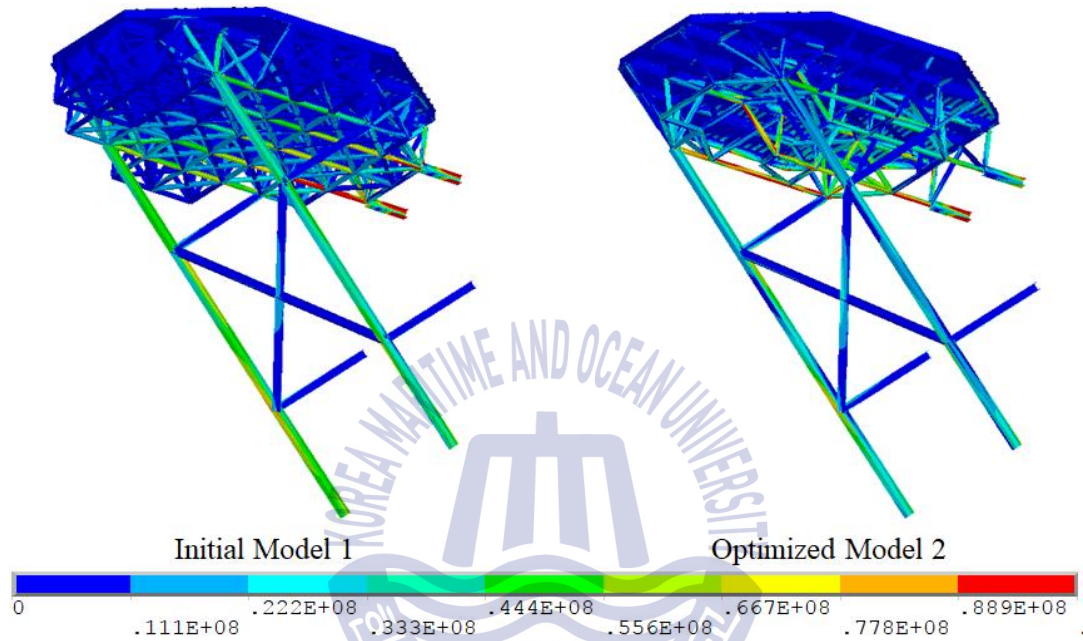 KOREA MARITIME AND OCEAN UNIVERSITY
Initial Model 1
Optimized Model 2
0 .222E+08 .444E+08 .667E+08 .889E+08
.111E+08 .333E+08 .556E+08 .778E+08